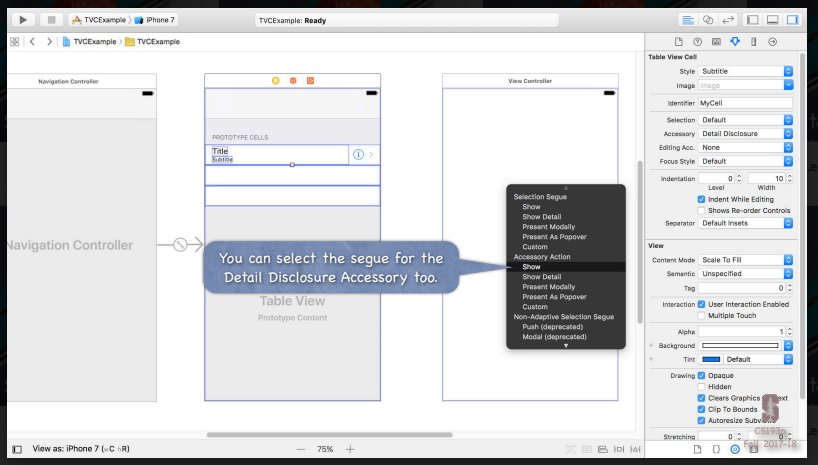 TVCExample
iPhone 7
TVCExample: Ready
TVCExample
TVCExample
Navigation Controller
View Controller
PROTOTYPE CELLS
Title
Subtitle
Navigation Controller
Table View
Prototype Content
You can select the segue for the
Detail Disclosure Accessory too.
Selection Segue
Show
Show Detail
Present Modally
Present As Popover
Custom
Accessory Action
Show
Show Detail
Present Modally
Present As Popover
Custom
Non-Adaptive Selection Segue
Push (deprecated)
Modal (deprecated)
Table View Cell
Style Subtitle
Image Image
Identifier MyCell
Selection Default
Accessory Detail Disclosure
Editing Acc. None
Focus Style Default
Indentation 0 10
Level Width
Indent While Editing
Shows Re-order Controls
Separator Default Insets
View
Content Mode Scale To Fill
Semantic Unspecified
Tag 0
Interaction User Interaction Enabled
Multiple Touch
Alpha 1
Background
Tint Default
Drawing Opaque
Hidden
Clears Graphics
Clip To Bounds
Autoresize
Stretching 0 0
CS193p
Fall 2017-18
View as: iPhone 7 (wC hR)
75%